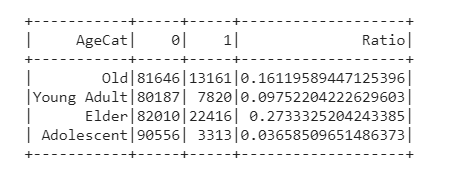 +-----------+-----+-----+-------------------+
|     AgeCat|    0|    1|              Ratio|
+-----------+-----+-----+-------------------+
|        Old|81646|13161|0.16119589447125396|
|Young Adult|80187| 7820|0.09752204222629603|
|      Elder|82010|22416| 0.2733325204243385|
| Adolescent|90556| 3313|0.03658509651486373|
+-----------+-----+-----+-------------------+